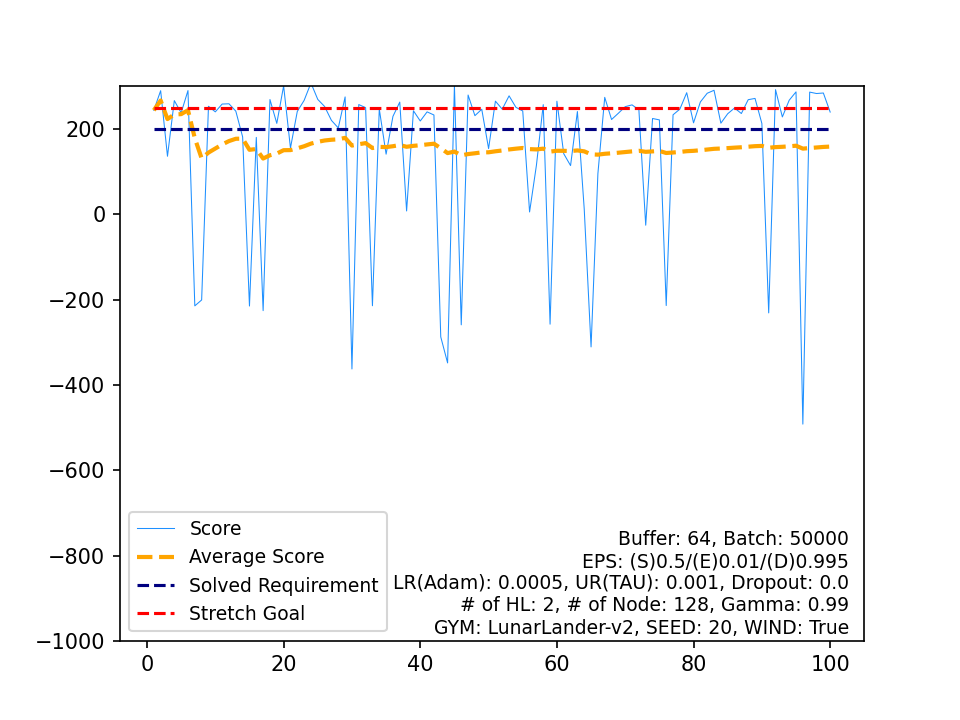 200
0
−200
−400
−600
−800
−1000
0 20 40 60 80 100
Score
Average Score
Solved Requirement
Stretch Goal
Buffer: 64, Batch: 50000
EPS: (S)0.5/(E)0.01/(D)0.995
LR(Adam): 0.0005, UR(TAU): 0.001, Dropout: 0.0
# of HL: 2, # of Node: 128, Gamma: 0.99
GYM: LunarLander-v2, SEED: 20, WIND: True